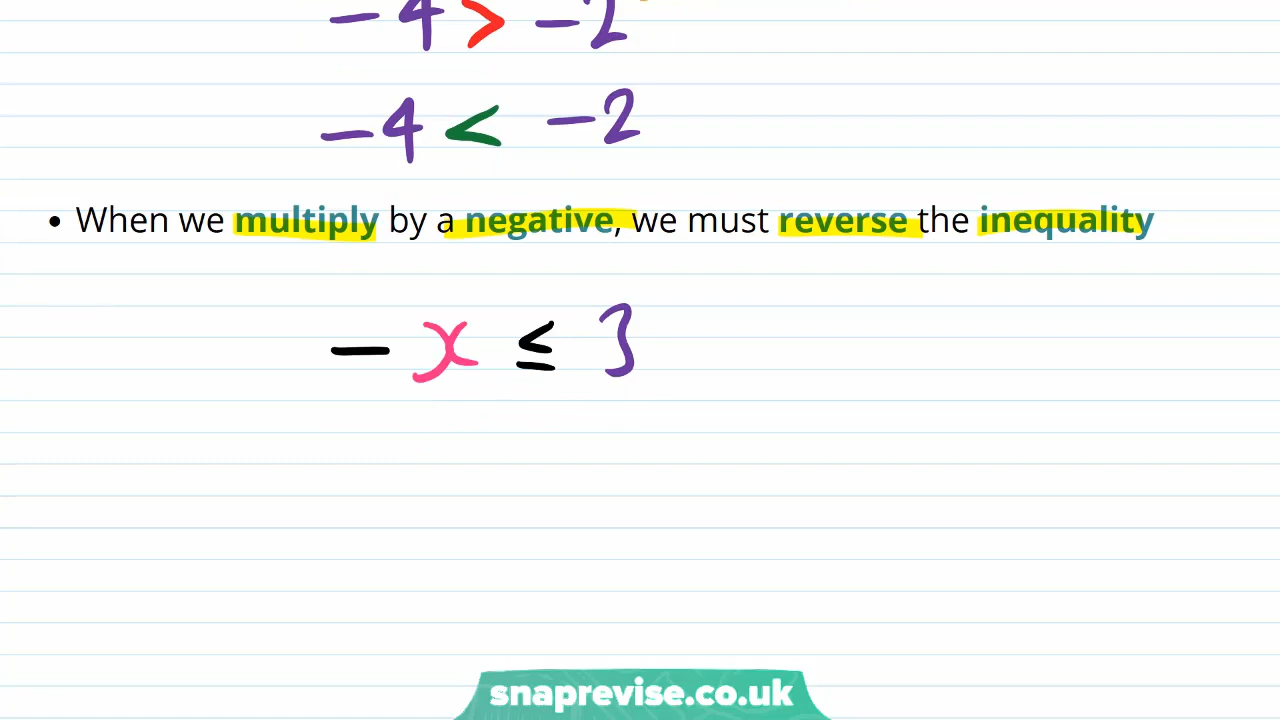 -4 > -2
-4 < -2
• When we multiply by a negative, we must reverse the inequality
- x ≤ 3
snaprevise.co.uk